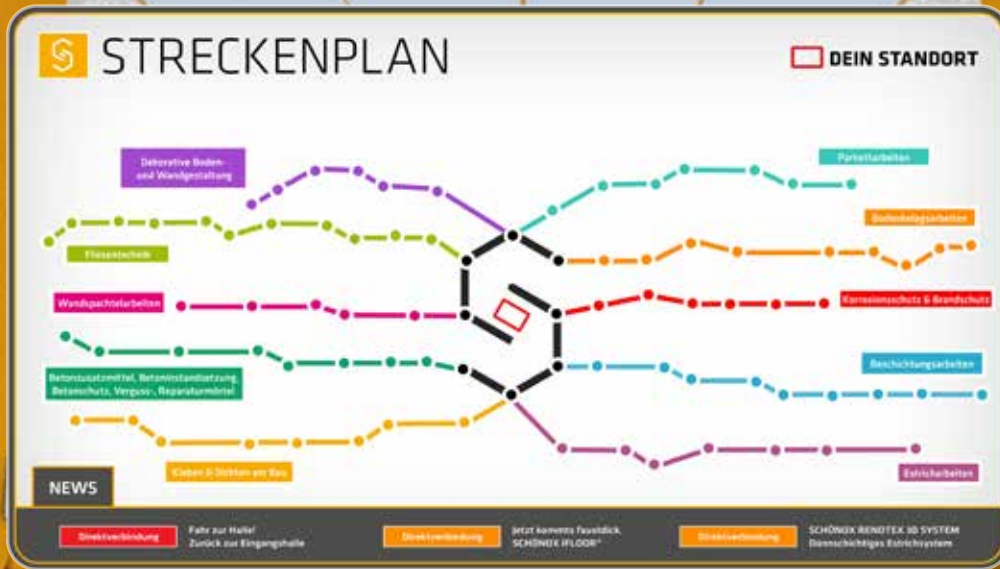 STRECKENPLAN
DEIN STANDORT
Dekorative Boden-
und Wandgestaltung
Parkettarbeiten
Bodenbelagsarbeiten
Fliesentechnik
Wandspachtelarbeiten
Korrosionsschutz & Brandschutz
Beschichtungsarbeiten
Betonzusatzmittel, Betoninstandsetzung,
Betonschutz, Verguss-, Reparaturmörtel
Kleben & Dichten am Bau
Estricharbeiten
NEWS
Direktverbindung
Fahr zur Halle!
Zurück zur Eingangshalle
Direktverbindung
Jetzt kommts faustdick.
SCHÖNOX IFLOOR®
Direktverbindung
SCHÖNOX RENOTEX 3D SYSTEM
Dünnschichtiges Estrichsystem